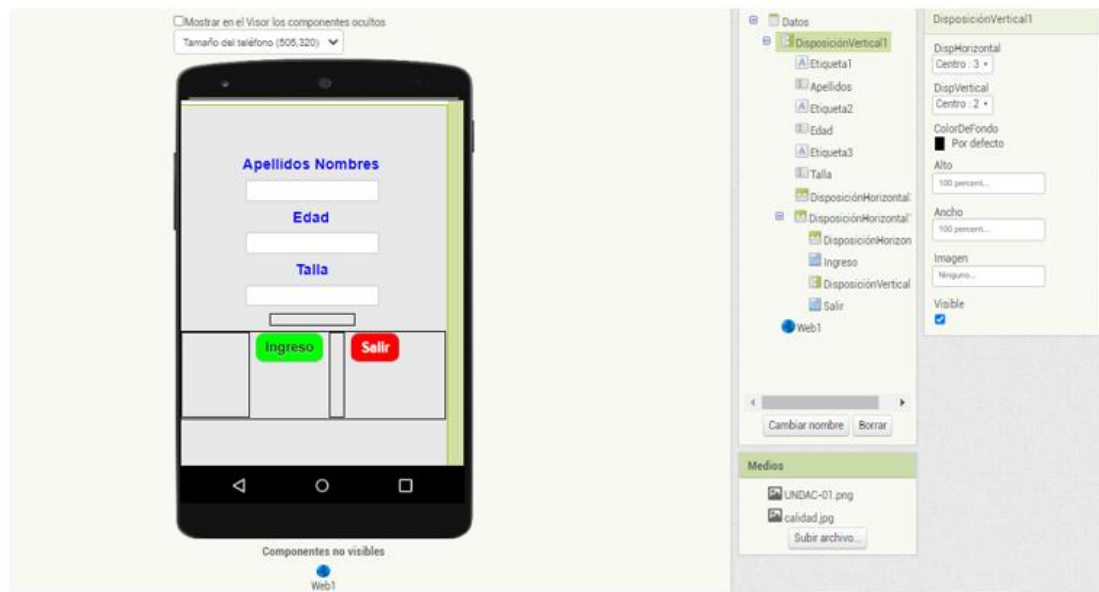 Mostrar en el Visor los componentes ocultos
Tamaño del teléfono (505,320)
Apellidos Nombres
Edad
Talla
Ingreso
Salir
Componentes no visibles
Web1
Datos
DisposiciónVertical1
Etiqueta1
Apellidos
Etiqueta2
Edad
Etiqueta3
Talla
DisposiciónHorizontal
DisposiciónHorizontal
DisposiciónHorizon
Ingreso
DisposiciónVertical
Salir
Web1
Cambiar nombre Borrar
Medios
UNDAC-01.png
calidad.jpg
Subir archivo...
DisposiciónVertical1
DispHorizontal
Centro : 3
DispVertical
Centro : 2
ColorDeFondo
Por defecto
Alto
100 percent...
Ancho
100 percent...
Imagen
Ninguno...
Visible